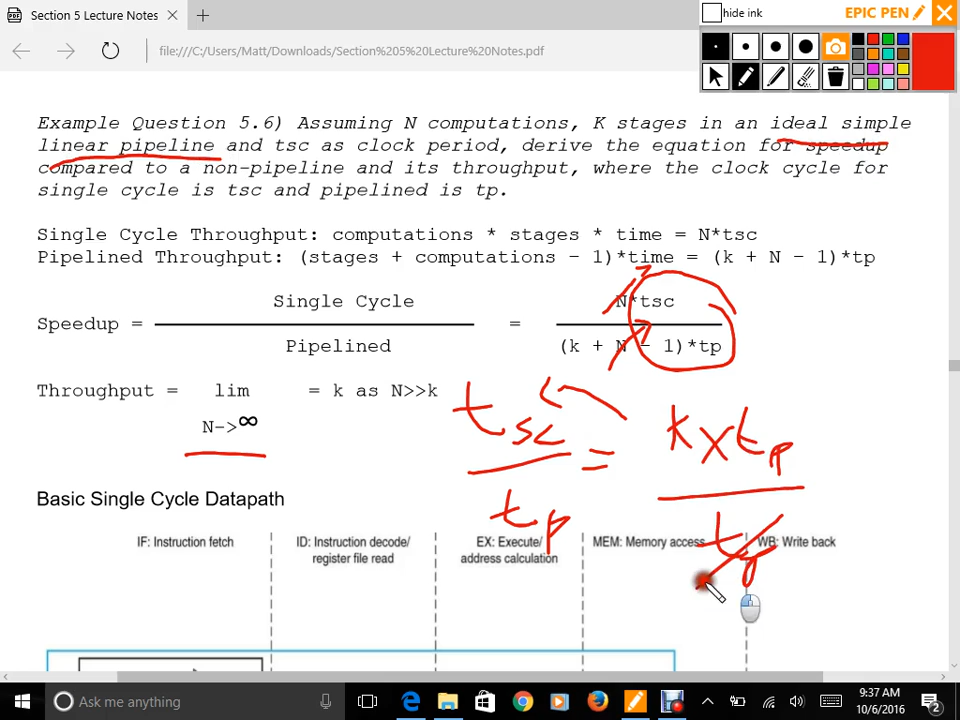 Section 5 Lecture Notes
hide ink
EPIC PEN
file:///C:/Users/Matt/Downloads/Section%205%20Lecture%20Notes.pdf
Example Question 5.6) Assuming N computations, K stages in an ideal simple
linear pipeline and tsc as clock period, derive the equation for speedup
compared to a non-pipeline and its throughput, where the clock cycle for
single cycle is tsc and pipelined is tp.
Single Cycle Throughput: computations * stages * time = N*tsc
Pipelined Throughput: (stages + computations - 1)*time = (k + N - 1)*tp
Single Cycle N*tsc
Speedup = =
Pipelined (k + N - 1)*tp
Throughput = lim = k as N>>k
N->∞
tsc = k x tp
tp tp
Basic Single Cycle Datapath
IF: Instruction fetch
ID: Instruction decode/
register file read
EX: Execute/
address calculation
MEM: Memory access
WB: Write back
Ask me anything
9:37 AM
10/6/2016
2